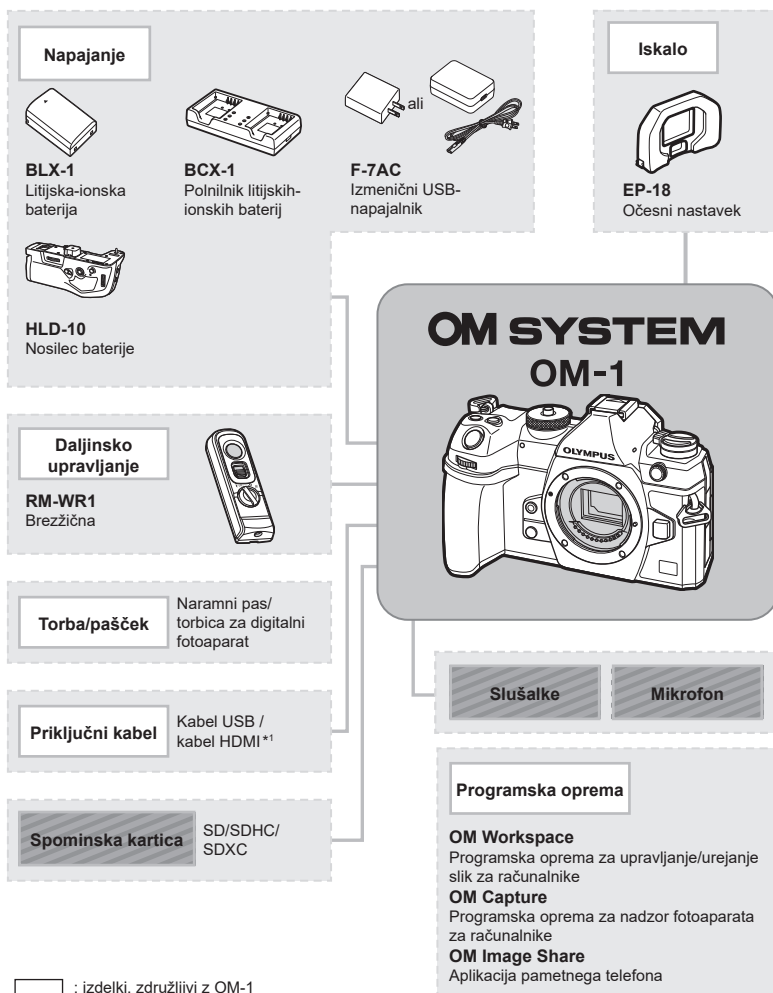 Napajanje
ali
BLX-1
Litijska-ionska
baterija
BCX-1
Polnilnik litijskih-
ionskih baterij
F-7AC
Izmenični USB-
napajalnik
HLD-10
Nosilec baterije
Iskalo
EP-18
Očesni nastavek
OM SYSTEM
OM-1
OLYMPUS
Daljinsko
upravljanje
RM-WR1
Brezžična
Torba/pašček
Naramni pas/
torbica za digitalni
fotoaparat
Priključni kabel
Kabel USB /
kabel HDMI*1
Spominska kartica
SD/SDHC/
SDXC
Slušalke
Mikrofon
Programska oprema
OM Workspace
Programska oprema za upravljanje/urejanje
slik za računalnike
OM Capture
Programska oprema za nadzor fotoaparata
za računalnike
OM Image Share
Aplikacija pametnega telefona
: izdelki, združljivi z OM-1